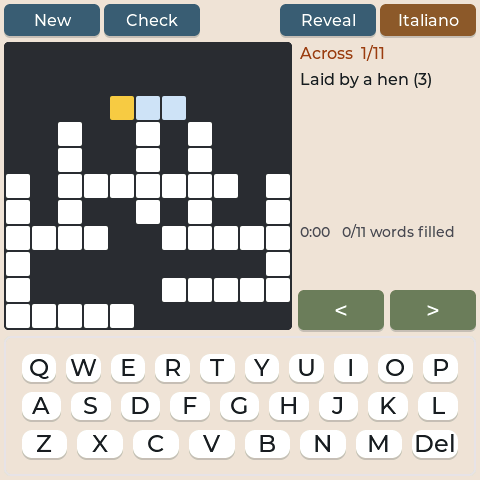 New Check Reveal Italiano
Across 1/11
Laid by a hen (3)
0:00 0/11 words filled
< >
Q W E R T Y U I O P
A S D F G H J K L
Z X C V B N M Del